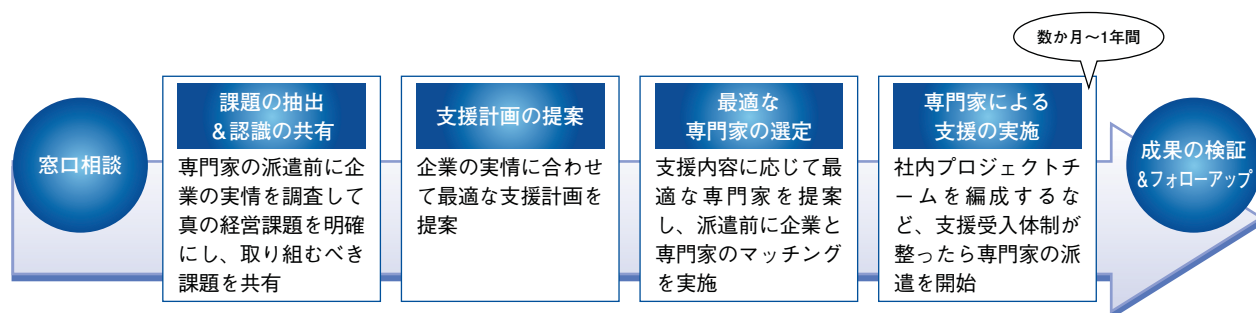 数か月〜1年間
窓口相談
課題の抽出
&認識の共有
専門家の派遣前に企
業の実情を調査して
真の経営課題を明確
にし、取り組むべき
課題を共有
支援計画の提案
企業の実情に合わせ
て最適な支援計画を
提案
最適な
専門家の選定
支援内容に応じて最
適な専門家を提案
し、派遣前に企業と
専門家のマッチング
を実施
専門家による
支援の実施
社内プロジェクトチ
ームを編成するな
ど、支援受入体制が
整ったら専門家の派
遣を開始
成果の検証
&フォローアップ